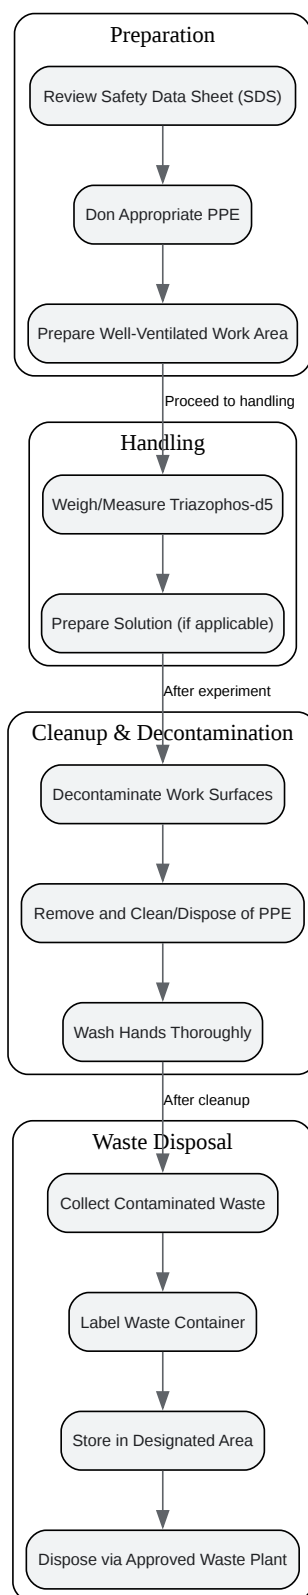 Preparation
Review Safety Data Sheet (SDS)
Don Appropriate PPE
Prepare Well-Ventilated Work Area
Proceed to handling
Handling
Weigh/Measure Triazophos-d5
Prepare Solution (if applicable)
After experiment
Cleanup & Decontamination
Decontaminate Work Surfaces
Remove and Clean/Dispose of PPE
Wash Hands Thoroughly
After cleanup
Waste Disposal
Collect Contaminated Waste
Label Waste Container
Store in Designated Area
Dispose via Approved Waste Plant